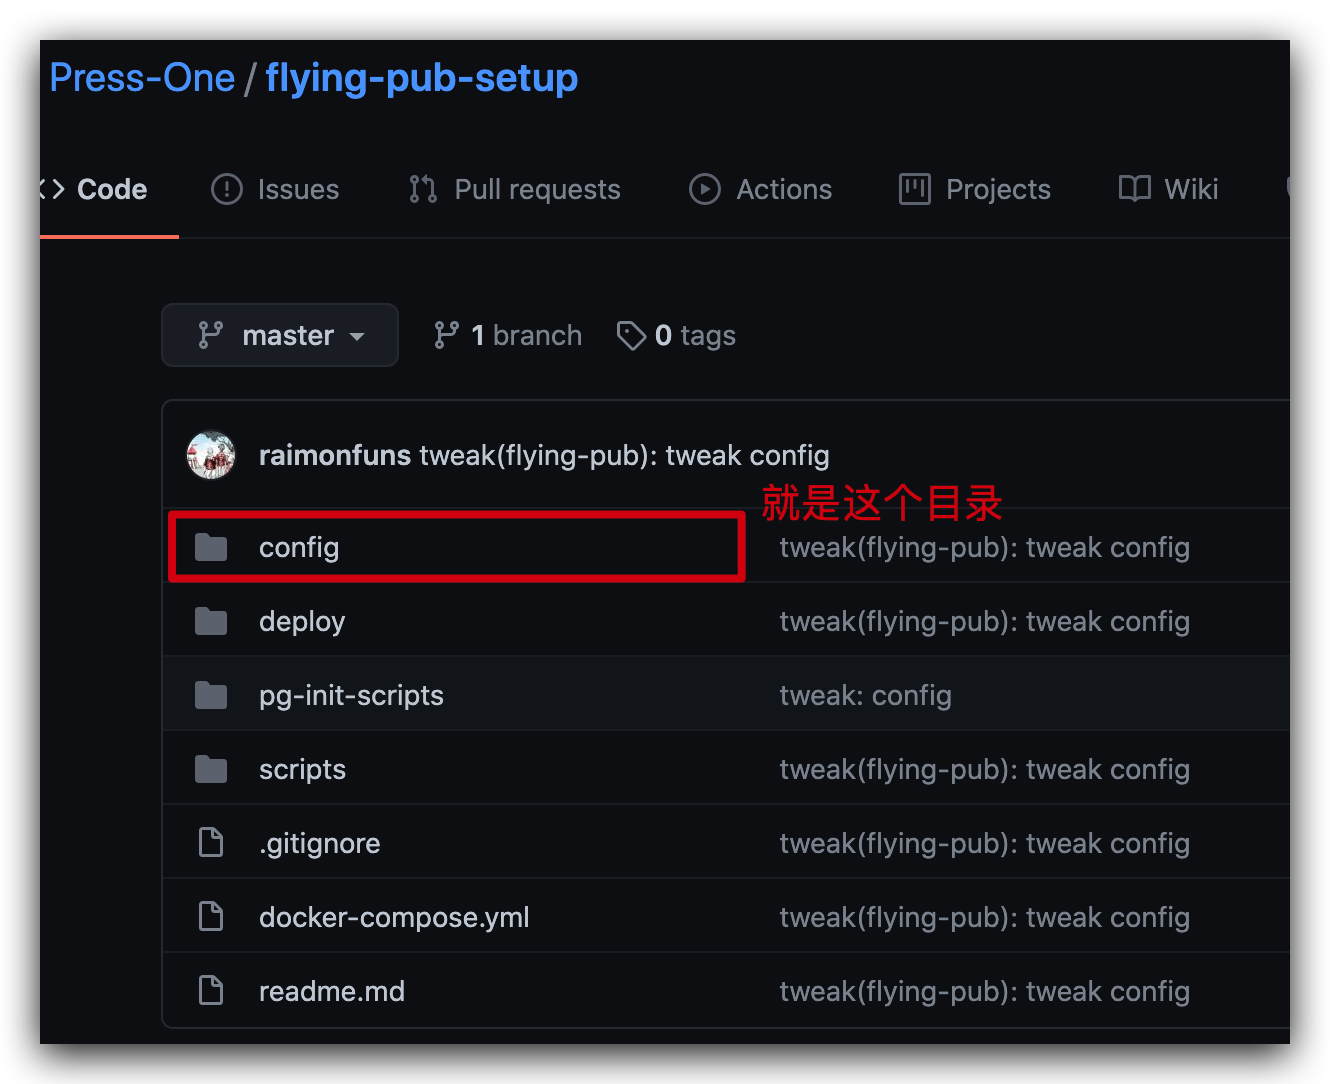 Press-One / flying-pub-setup
Code Issues Pull requests Actions Projects Wiki
master 1 branch 0 tags
raimonfuns tweak(flying-pub): tweak config
就是这个目录
config tweak(flying-pub): tweak config
deploy tweak(flying-pub): tweak config
pg-init-scripts tweak: config
scripts tweak(flying-pub): tweak config
.gitignore tweak(flying-pub): tweak config
docker-compose.yml tweak(flying-pub): tweak config
readme.md tweak(flying-pub): tweak config